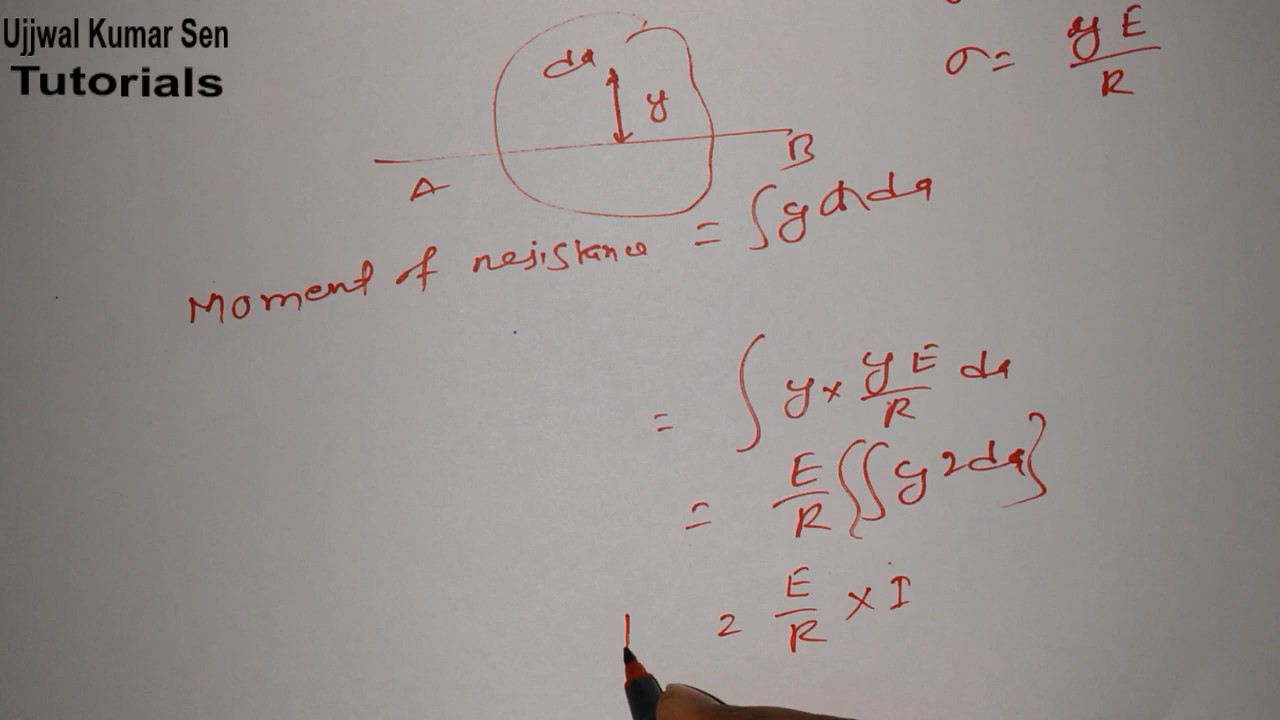 Ujjwal Kumar Sen
Tutorials
σ = yE/R
da
y
A
B
Moment of resistance = ∫y σ da
= ∫ y × yE/R da
= E/R {∫y2da}
= E/R × I